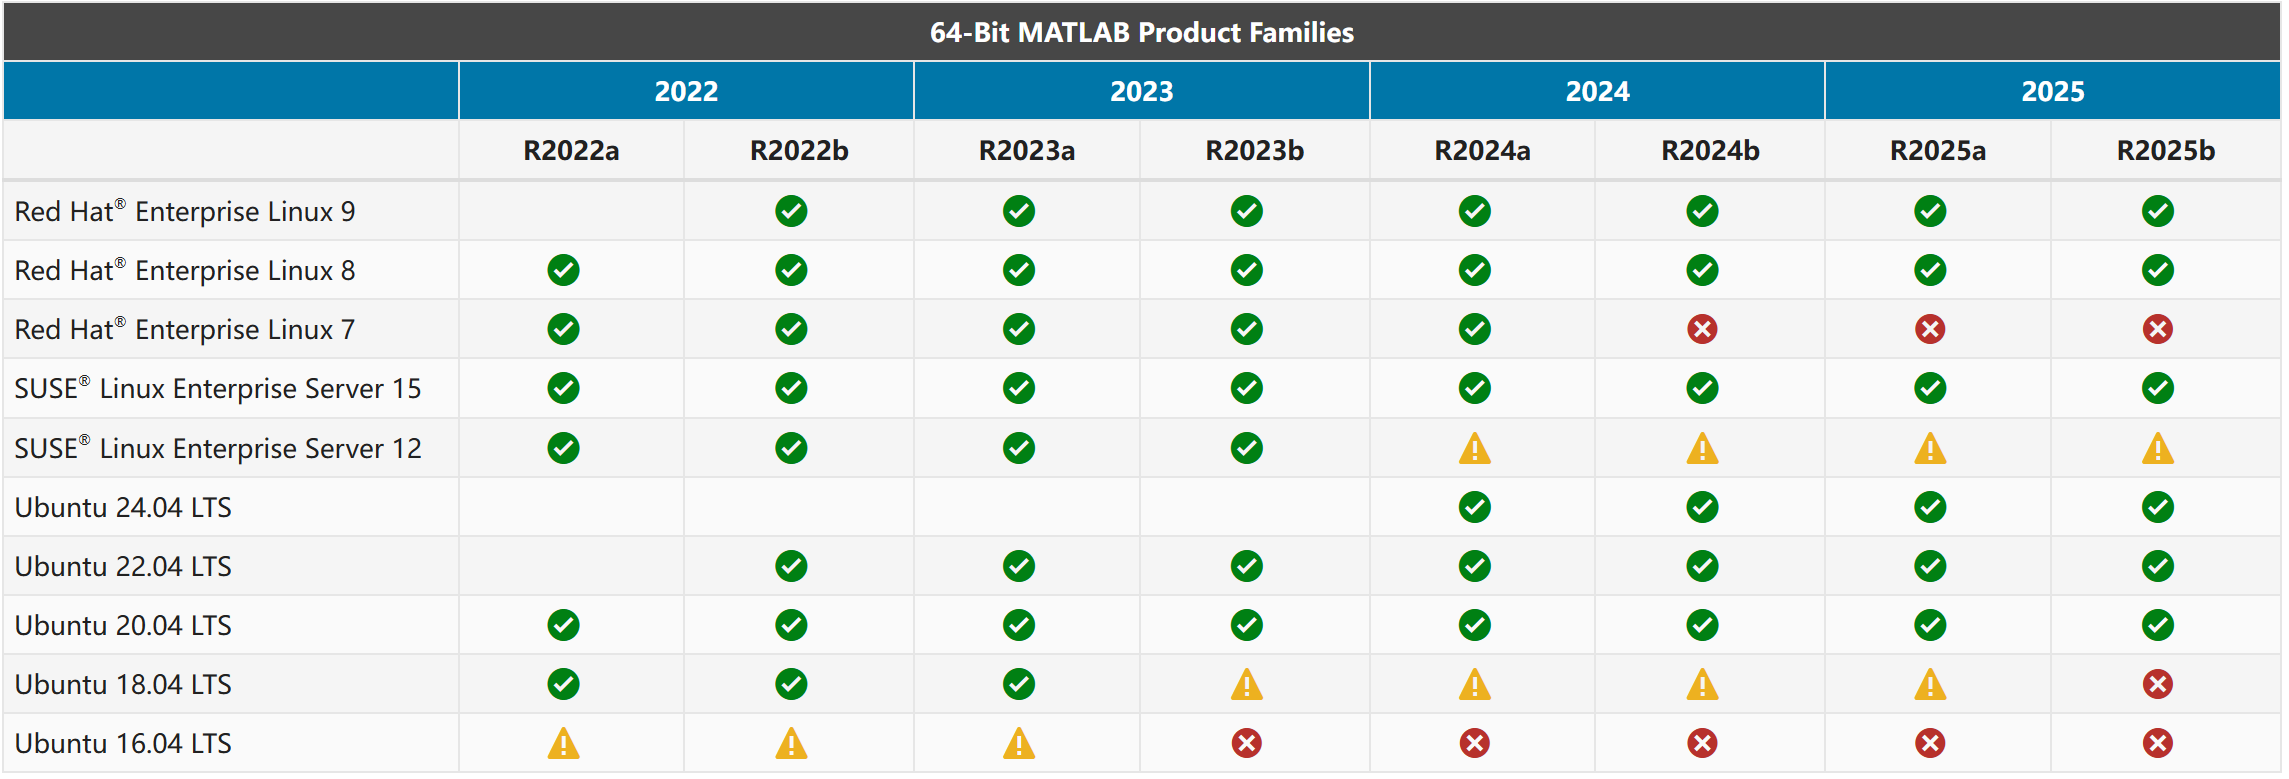 64-Bit MATLAB Product Families
2022 2023 2024 2025
R2022a R2022b R2023a R2023b R2024a R2024b R2025a R2025b
Red Hat® Enterprise Linux 9
Red Hat® Enterprise Linux 8
Red Hat® Enterprise Linux 7
SUSE® Linux Enterprise Server 15
SUSE® Linux Enterprise Server 12
Ubuntu 24.04 LTS
Ubuntu 22.04 LTS
Ubuntu 20.04 LTS
Ubuntu 18.04 LTS
Ubuntu 16.04 LTS